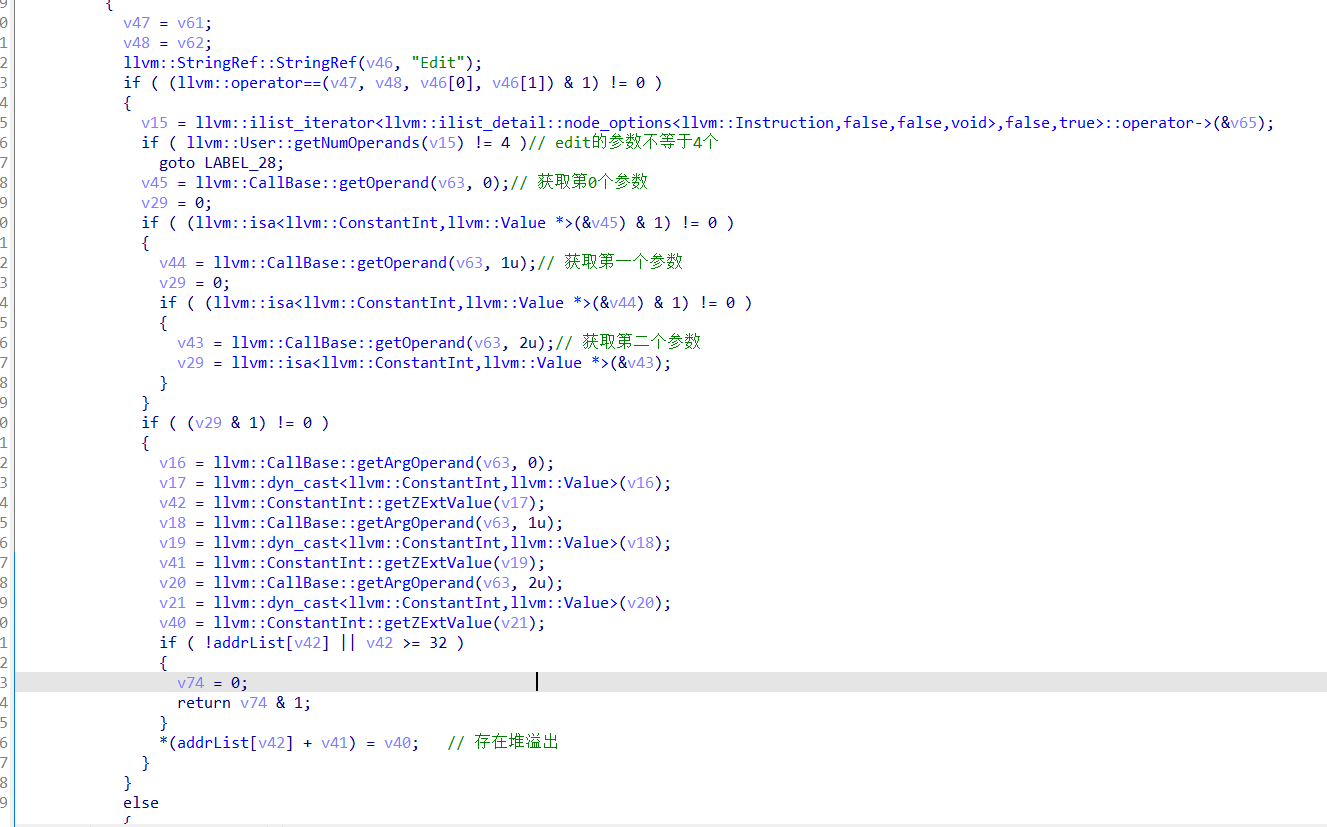 9 {
0 v47 = v61;
1 v48 = v62;
2 llvm::StringRef::StringRef(v46, "Edit");
3 if ( (llvm::operator==(v47, v48, v46[0], v46[1]) & 1) != 0 )
4 {
5 v15 = llvm::ilist_iterator<llvm::ilist_detail::node_options<llvm::Instruction,false,false,void>,false,true>::operator->(&v65);
6 if ( llvm::User::getNumOperands(v15) != 4 )// edit的参数不等于4个
7 goto LABEL_28;
8 v45 = llvm::CallBase::getOperand(v63, 0);// 获取第0个参数
9 v29 = 0;
0 if ( (llvm::isa<llvm::ConstantInt,llvm::Value *>(&v45) & 1) != 0 )
1 {
2 v44 = llvm::CallBase::getOperand(v63, 1u);// 获取第一个参数
3 v29 = 0;
4 if ( (llvm::isa<llvm::ConstantInt,llvm::Value *>(&v44) & 1) != 0 )
5 {
6 v43 = llvm::CallBase::getOperand(v63, 2u);// 获取第二个参数
7 v29 = llvm::isa<llvm::ConstantInt,llvm::Value *>(&v43);
8 }
9 }
0 if ( (v29 & 1) != 0 )
1 {
2 v16 = llvm::CallBase::getArgOperand(v63, 0);
3 v17 = llvm::dyn_cast<llvm::ConstantInt,llvm::Value>(v16);
4 v42 = llvm::ConstantInt::getZExtValue(v17);
5 v18 = llvm::CallBase::getArgOperand(v63, 1u);
6 v19 = llvm::dyn_cast<llvm::ConstantInt,llvm::Value>(v18);
7 v41 = llvm::ConstantInt::getZExtValue(v19);
8 v20 = llvm::CallBase::getArgOperand(v63, 2u);
9 v21 = llvm::dyn_cast<llvm::ConstantInt,llvm::Value>(v20);
0 v40 = llvm::ConstantInt::getZExtValue(v21);
1 if ( !addrList[v42] || v42 >= 32 )
2 {
3 v74 = 0;
4 return v74 & 1;
5 }
6 *(addrList[v42] + v41) = v40; // 存在堆溢出
7 }
8 }
9 else
{